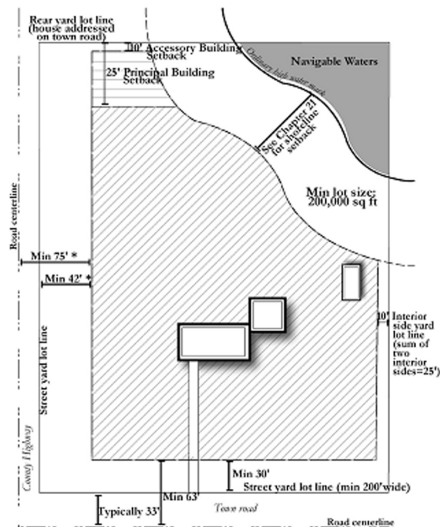 Rear yard lot line
(house addressed
on town road)
10' Accessory Building
Setback
25' Principal Building
Setback
Ordinary high water mark
Navigable Waters
See Chapter 21
for shoreline
setback
Min lot size:
200,000 sq ft
Road centerline
Min 75' *
Min 42' *
10' Interior
side yard
lot line
(sum of
two
interior
sides=25')
Street yard lot line
County Highway
Min 30'
Street yard lot line (min 200' wide)
Min 63'
Typically 33'
Town road
Road centerline